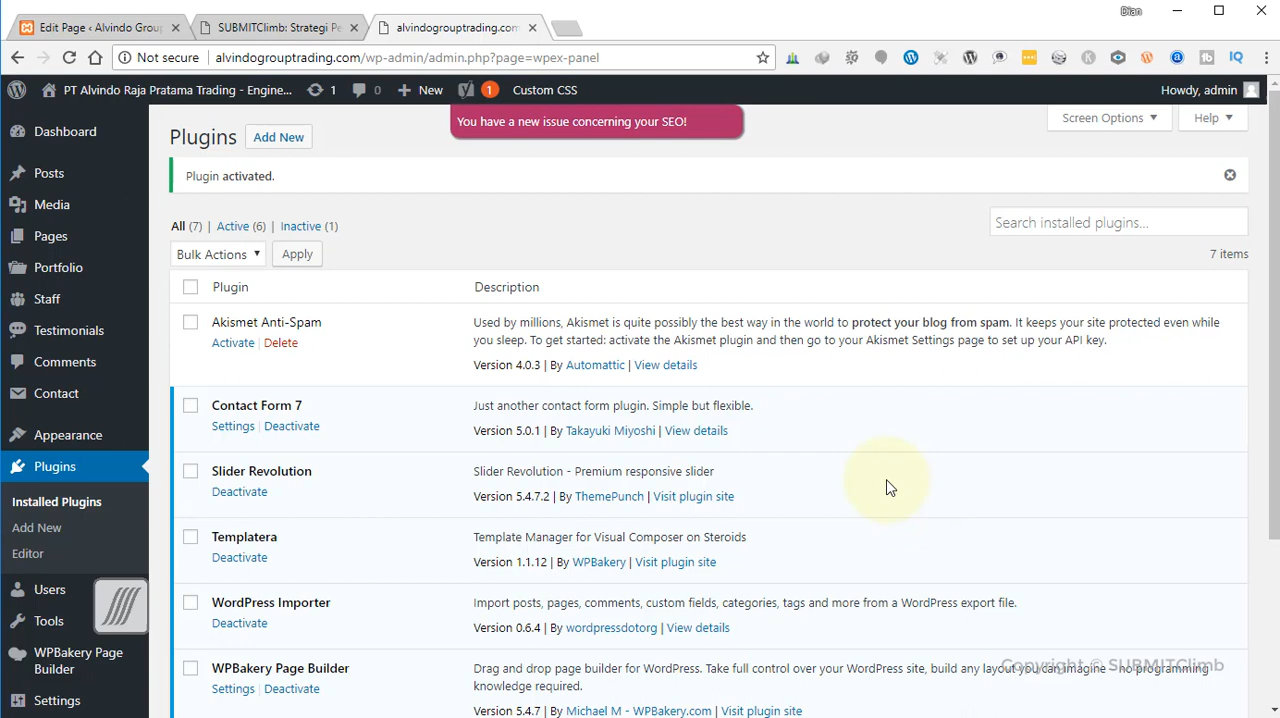 Dian
Edit Page ‹ Alvindo Grou
SUBMITClimb: Strategi Pe
alvindogrouptrading.com
Not secure
alvindogrouptrading.com/wp-admin/admin.php?page=wpex-panel
PT Alvindo Raja Pratama Trading - Engine...
1
0
New
1
Custom CSS
Howdy, admin
You have a new issue concerning your SEO!
Screen Options
Help
Dashboard
Posts
Media
Pages
Portfolio
Staff
Testimonials
Comments
Contact
Appearance
Plugins
Installed Plugins
Add New
Editor
Users
Tools
WPBakery Page
Builder
Settings
Plugins
Add New
Plugin activated.
All (7) | Active (6) | Inactive (1)
Search installed plugins...
Bulk Actions
Apply
7 items
Plugin
Description
Akismet Anti-Spam
Activate | Delete
Used by millions, Akismet is quite possibly the best way in the world to protect your blog from spam. It keeps your site protected even while
you sleep. To get started: activate the Akismet plugin and then go to your Akismet Settings page to set up your API key.
Version 4.0.3 | By Automattic | View details
Contact Form 7
Settings | Deactivate
Just another contact form plugin. Simple but flexible.
Version 5.0.1 | By Takayuki Miyoshi | View details
Slider Revolution
Deactivate
Slider Revolution - Premium responsive slider
Version 5.4.7.2 | By ThemePunch | Visit plugin site
Templatera
Deactivate
Template Manager for Visual Composer on Steroids
Version 1.1.12 | By WPBakery | Visit plugin site
WordPress Importer
Deactivate
Import posts, pages, comments, custom fields, categories, tags and more from a WordPress export file.
Version 0.6.4 | By wordpressdotorg | View details
WPBakery Page Builder
Settings | Deactivate
Drag and drop page builder for WordPress. Take full control over your WordPress site, build any layout you can imagine – no programming
knowledge required.
Version 5.4.7 | By Michael M - WPBakery.com | Visit plugin site
Copyright © SUBMITClimb